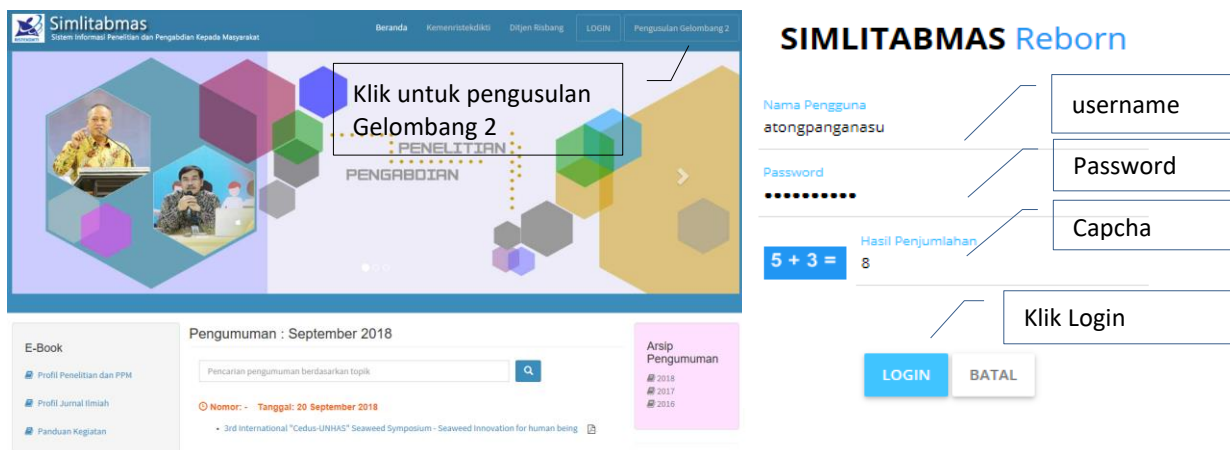 Simlitabmas
Sistem Informasi Penelitian dan Pengabdian Kepada Masyarakat
Beranda
Kemenristekdikti
Ditjen Risbang
LOGIN
Pengusulan Gelombang 2
Klik untuk pengusulan
Gelombang 2
PENELITIAN
PENGABDIAN
E-Book
Profil Penelitian dan PPM
Profil Jurnal Ilmiah
Panduan Kegiatan
Pengumuman : September 2018
Pencarian pengumuman berdasarkan topik
Nomor: - Tanggal: 20 September 2018
3rd International "Cedus-UNHAS" Seaweed Symposium - Seaweed Innovation for human being
Arsip
Pengumuman
2018
2017
2016
SIMLITABMAS Reborn
Nama Pengguna
atongpanganasu
username
Password
••••••••••
Password
Hasil Penjumlahan
5 + 3 =
8
Capcha
Klik Login
LOGIN
BATAL